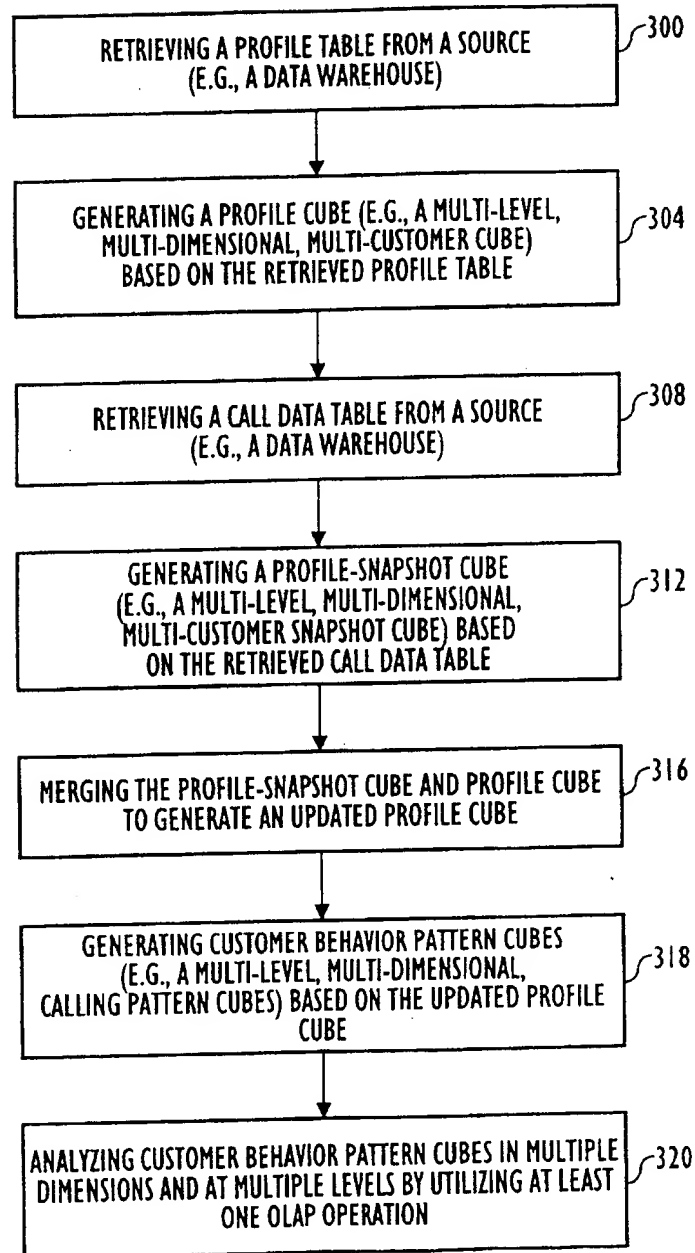 RETRIEVING A PROFILE TABLE FROM A SOURCE
(E.G., A DATA WAREHOUSE)
300
GENERATING A PROFILE CUBE (E.G., A MULTI-LEVEL,
MULTI-DIMENSIONAL, MULTI-CUSTOMER CUBE)
BASED ON THE RETRIEVED PROFILE TABLE
304
RETRIEVING A CALL DATA TABLE FROM A SOURCE
(E.G., A DATA WAREHOUSE)
308
GENERATING A PROFILE-SNAPSHOT CUBE
(E.G., A MULTI-LEVEL, MULTI-DIMENSIONAL,
MULTI-CUSTOMER SNAPSHOT CUBE) BASED
ON THE RETRIEVED CALL DATA TABLE
312
MERGING THE PROFILE-SNAPSHOT CUBE AND PROFILE CUBE
TO GENERATE AN UPDATED PROFILE CUBE
316
GENERATING CUSTOMER BEHAVIOR PATTERN CUBES
(E.G., A MULTI-LEVEL, MULTI-DIMENSIONAL,
CALLING PATTERN CUBES) BASED ON THE UPDATED PROFILE
CUBE
318
ANALYZING CUSTOMER BEHAVIOR PATTERN CUBES IN MULTIPLE
DIMENSIONS AND AT MULTIPLE LEVELS BY UTILIZING AT LEAST
ONE OLAP OPERATION
320